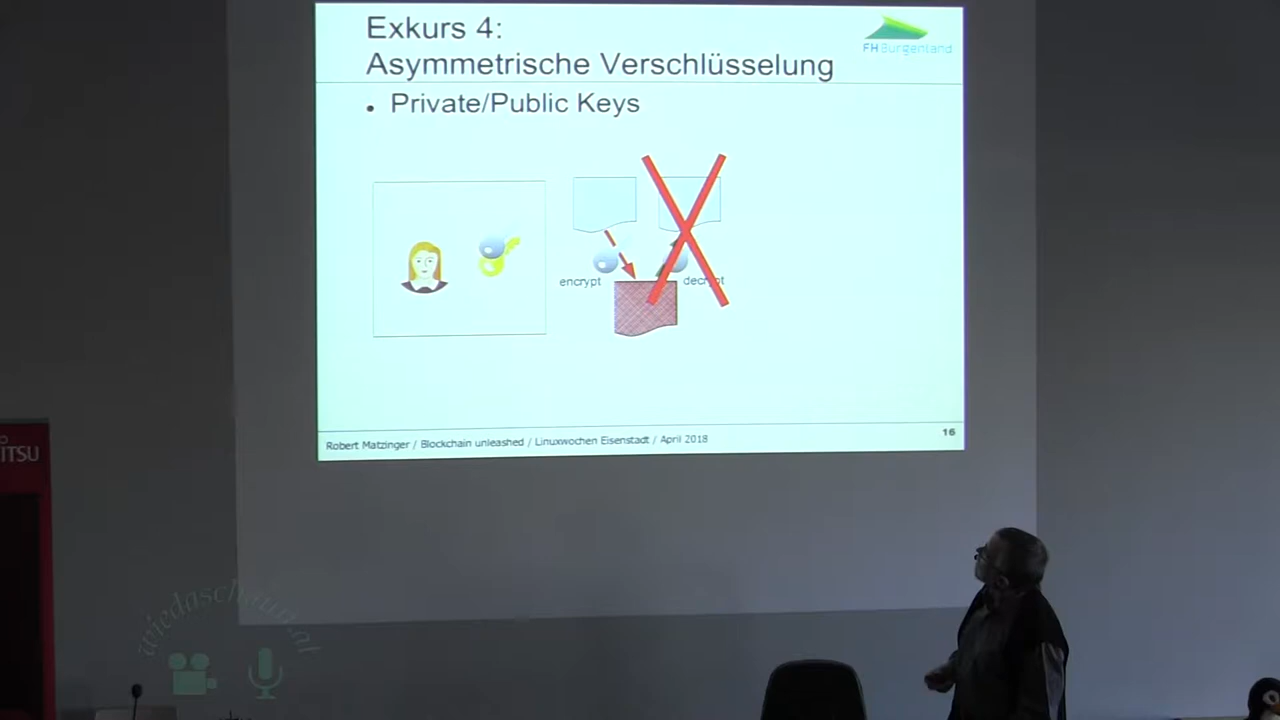 Exkurs 4:
Asymmetrische Verschlüsselung
FH Burgenland
• Private/Public Keys
encrypt
decrypt
Robert Matzinger / Blockchain unleashed / Linuxwochen Eisenstadt / April 2018
16
ITSU